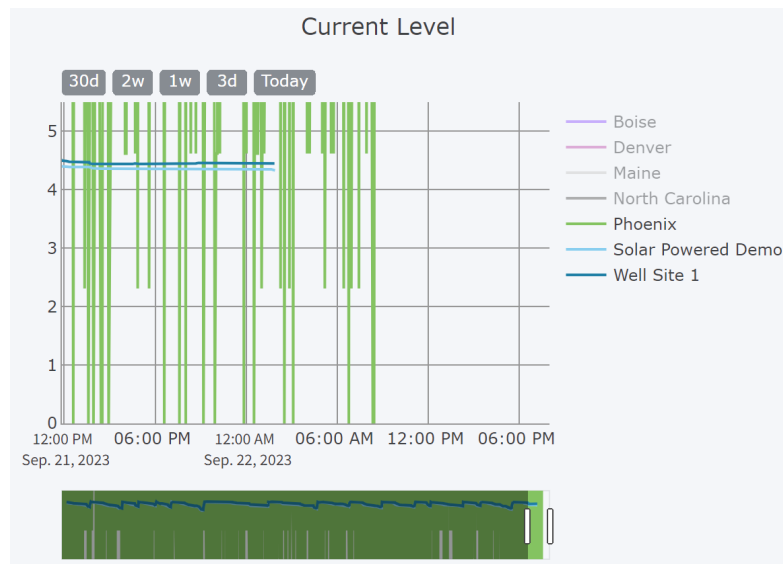 Current Level
30d 2w 1w 3d Today
5
4
3
2
1
0
12:00 PM 06:00 PM 12:00 AM 06:00 AM 12:00 PM 06:00 PM
Sep. 21, 2023 Sep. 22, 2023
Boise
Denver
Maine
North Carolina
Phoenix
Solar Powered Demo
Well Site 1